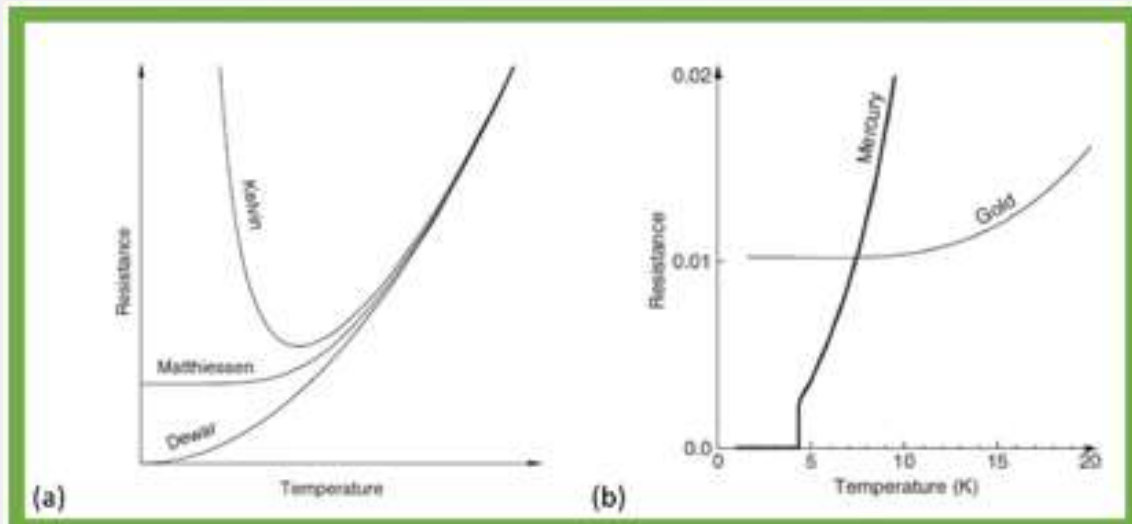 Resistance
Kelvin
Matthiessen
Dewar
Temperature
(a)
Resistance
0.02
0.01
0.0
Mercury
Gold
0
5
10
15
20
Temperature (K)
(b)